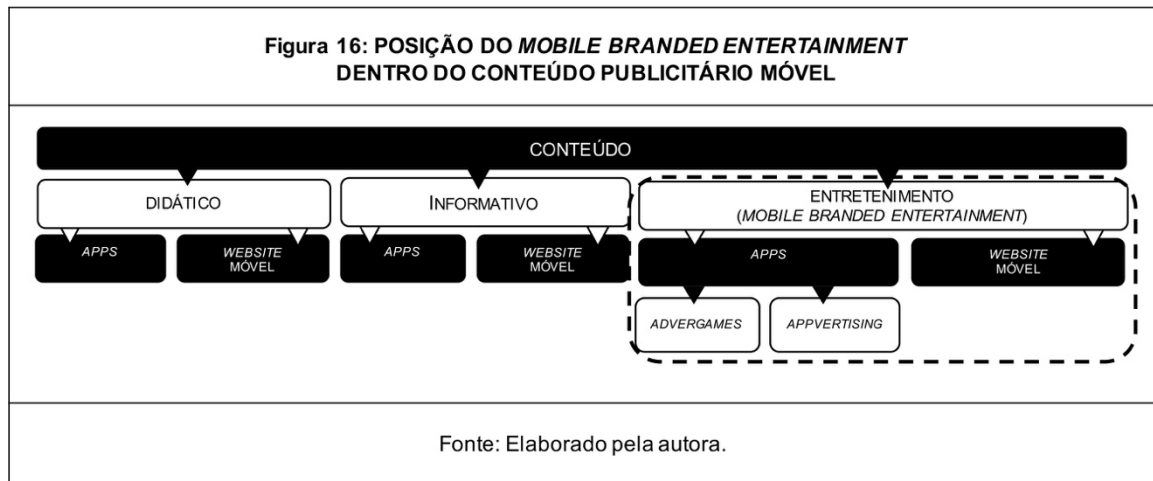 Figura 16: POSIÇÃO DO MOBILE BRANDED ENTERTAINMENT
DENTRO DO CONTEÚDO PUBLICITÁRIO MÓVEL
CONTEÚDO
DIDÁTICO
INFORMATIVO
ENTRETENIMENTO
(MOBILE BRANDED ENTERTAINMENT)
APPS
WEBSITE
MÓVEL
APPS
WEBSITE
MÓVEL
APPS
WEBSITE
MÓVEL
ADVERGAMES
APPVERTISING
Fonte: Elaborado pela autora.